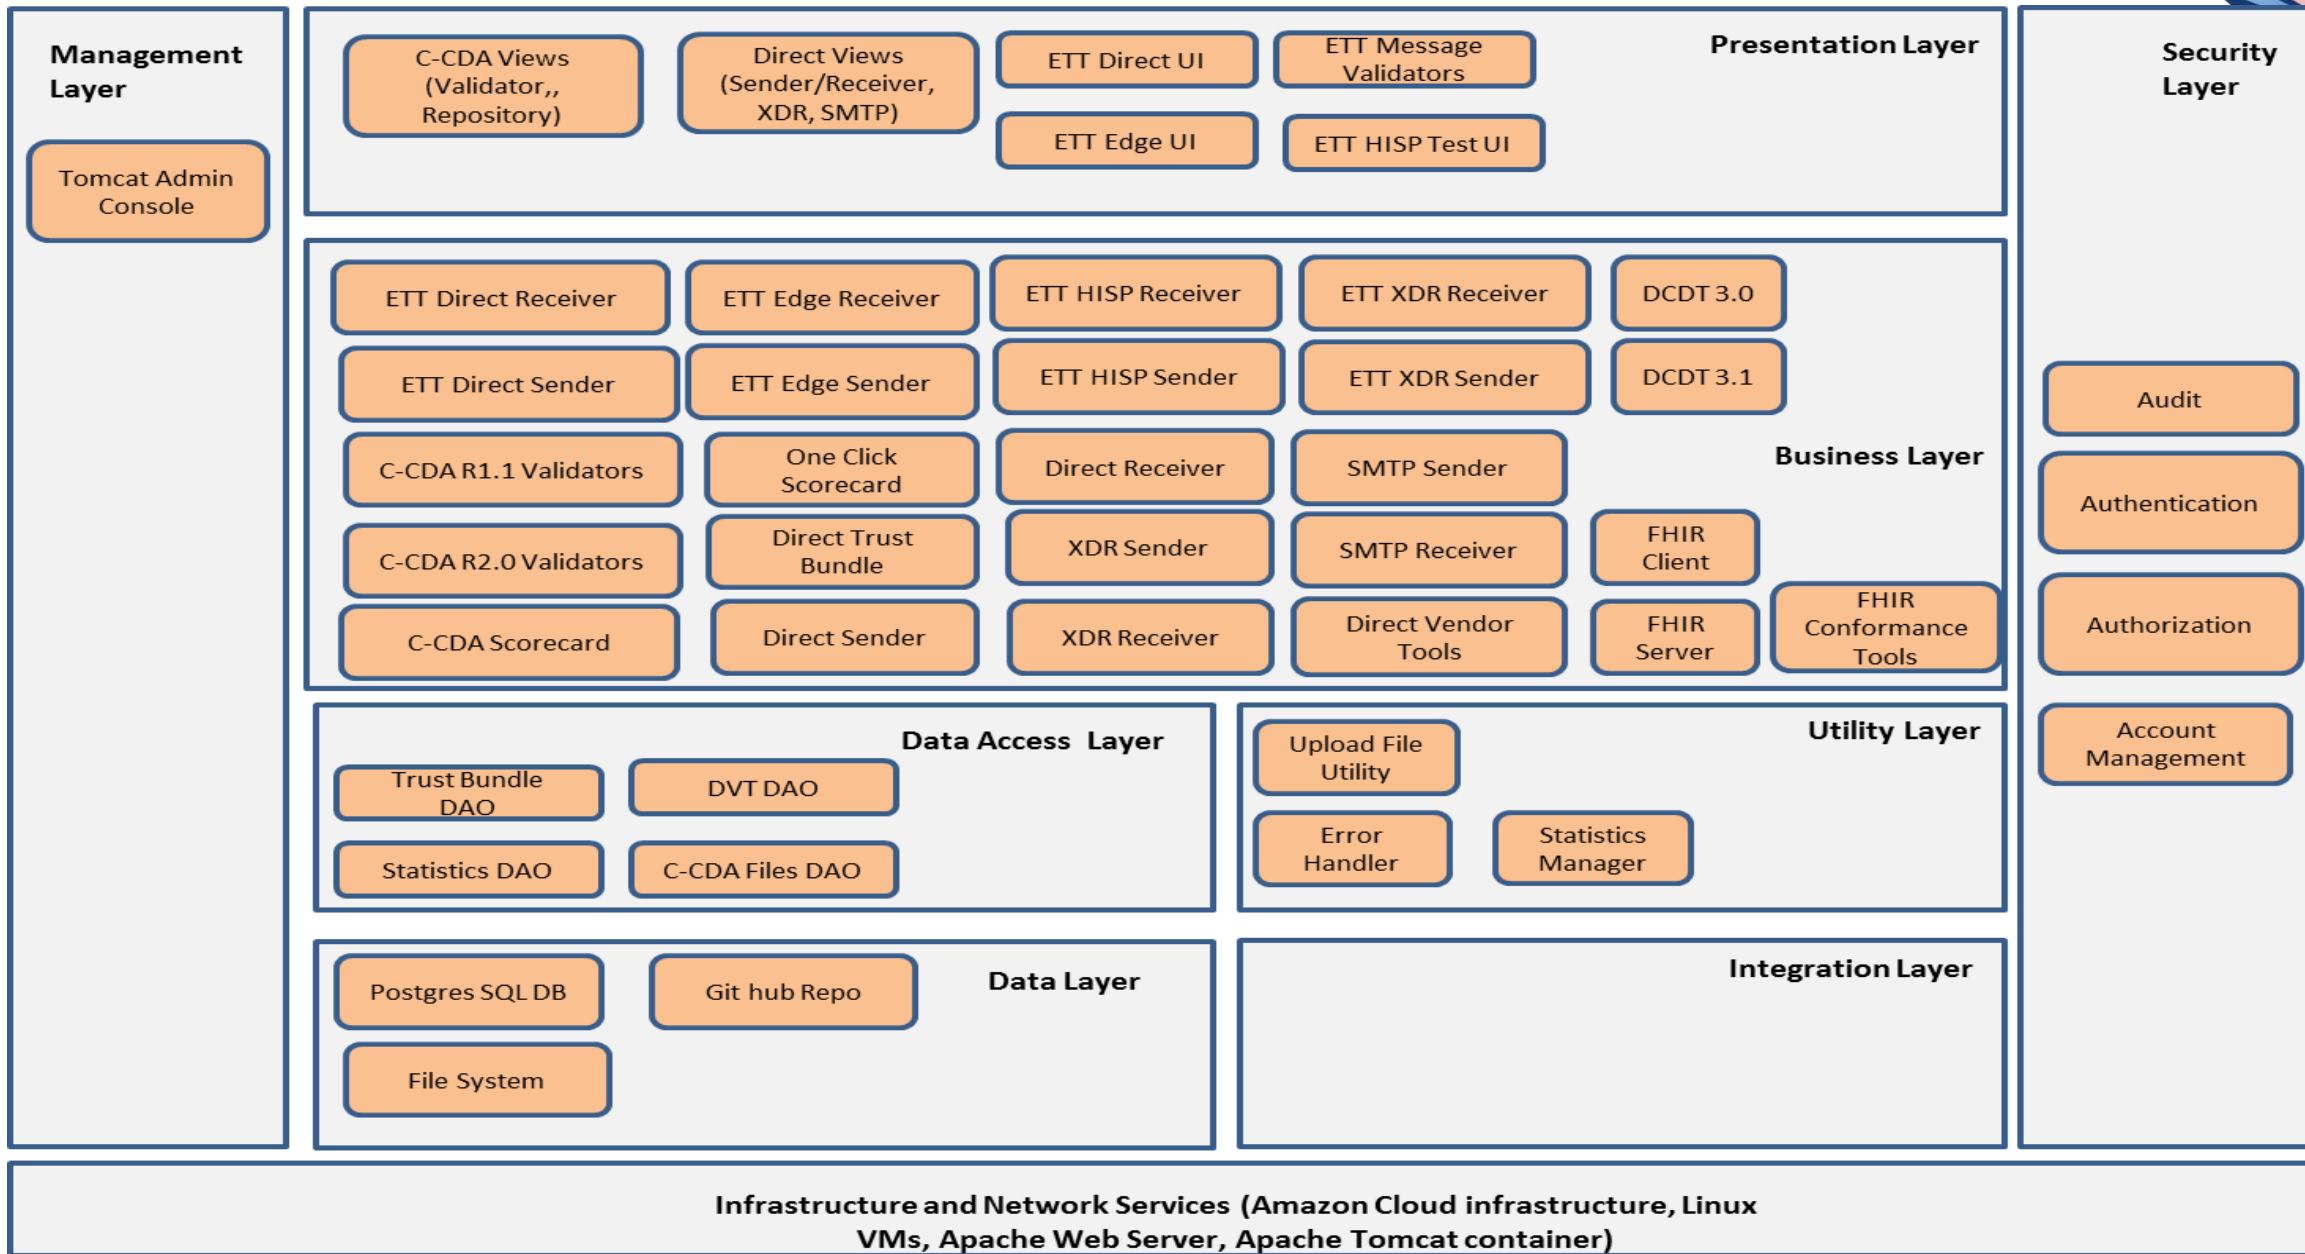 Management
Layer
Tomcat Admin
Console
C-CDA Views
(Validator,,
Repository)
Direct Views
(Sender/Receiver,
XDR, SMTP)
ETT Direct UI
ETT Message
Validators
ETT Edge UI
ETT HISP Test UI
Presentation Layer
ETT Direct Receiver
ETT Edge Receiver
ETT HISP Receiver
ETT XDR Receiver
DCDT 3.0
ETT Direct Sender
ETT Edge Sender
ETT HISP Sender
ETT XDR Sender
DCDT 3.1
C-CDA R1.1 Validators
One Click
Scorecard
Direct Receiver
SMTP Sender
Business Layer
C-CDA R2.0 Validators
Direct Trust
Bundle
XDR Sender
SMTP Receiver
FHIR
Client
C-CDA Scorecard
Direct Sender
XDR Receiver
Direct Vendor
Tools
FHIR
Server
FHIR
Conformance
Tools
Data Access Layer
Trust Bundle
DAO
DVT DAO
Statistics DAO
C-CDA Files DAO
Utility Layer
Upload File
Utility
Error
Handler
Statistics
Manager
Data Layer
Postgres SQL DB
Git hub Repo
File System
Integration Layer
Security
Layer
Audit
Authentication
Authorization
Account
Management
Infrastructure and Network Services (Amazon Cloud infrastructure, Linux
VMs, Apache Web Server, Apache Tomcat container)